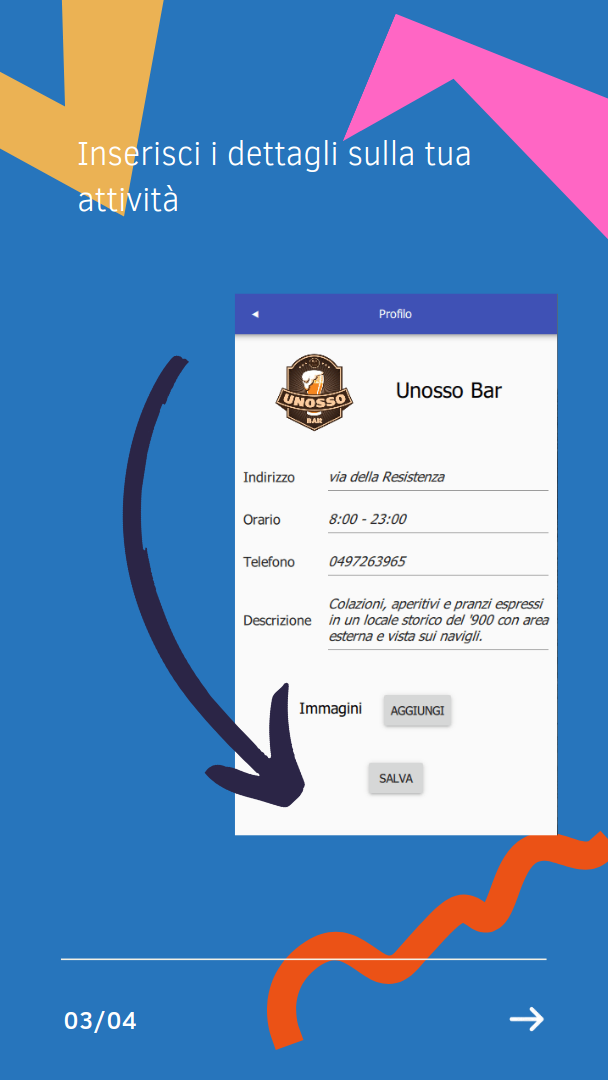 Inserisci i dettagli sulla tua
attività
Profilo
UNOSSO
BAR
Unosso Bar
Indirizzo via della Resistenza
Orario 8:00 - 23:00
Telefono 0497263965
Descrizione Colazioni, aperitivi e pranzi espressi
in un locale storico del '900 con area
esterna e vista sui navigli.
Immagini AGGIUNGI
SALVA
03/04